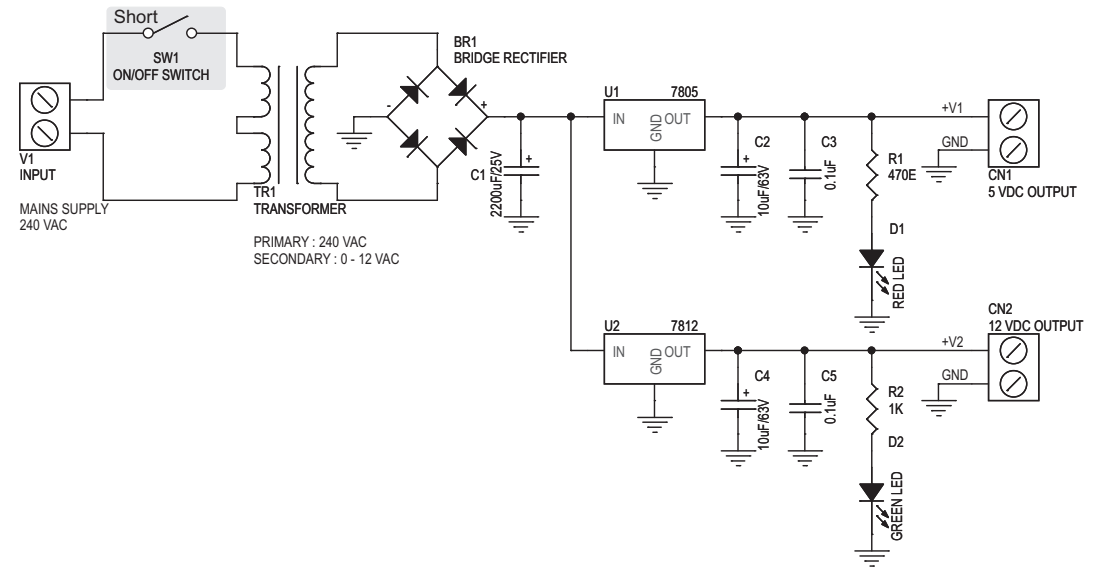 Short
SW1
ON/OFF SWITCH
V1
INPUT
MAINS SUPPLY
240 VAC
TR1
TRANSFORMER
PRIMARY : 240 VAC
SECONDARY : 0 - 12 VAC
BR1
BRIDGE RECTIFIER
-
+
C1
+
2200uF/25V
U1 7805
IN GND OUT
C2
+
10uF/63V
C3
0.1uF
R1
470E
D1
RED LED
+V1
GND
CN1
5 VDC OUTPUT
U2 7812
IN GND OUT
C4
+
10uF/63V
C5
0.1uF
R2
1K
D2
GREEN LED
CN2
12 VDC OUTPUT
+V2
GND